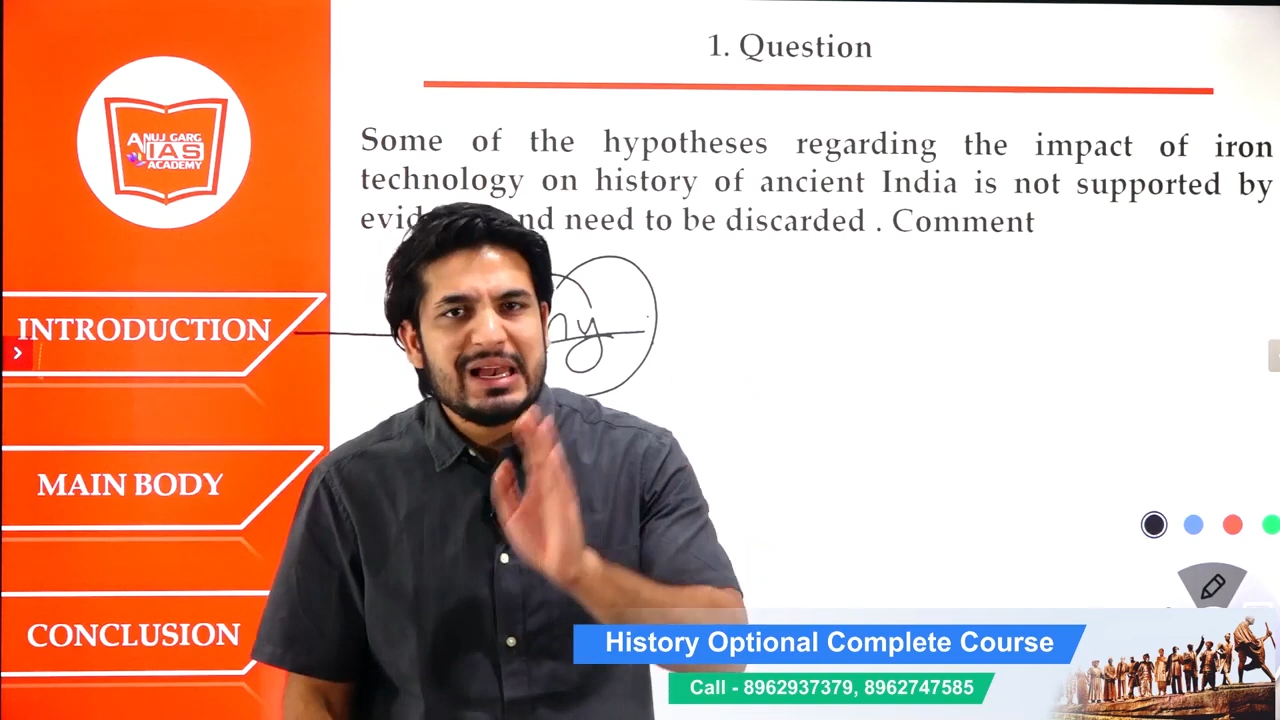 1. Question
Some of the hypotheses regarding the impact of iron
technology on history of ancient India is not supported by
and need to be discarded . Comment
ANUJ GARG
IAS
ACADEMY
INTRODUCTION
MAIN BODY
CONCLUSION
History Optional Complete Course
Call - 8962937379, 8962747585